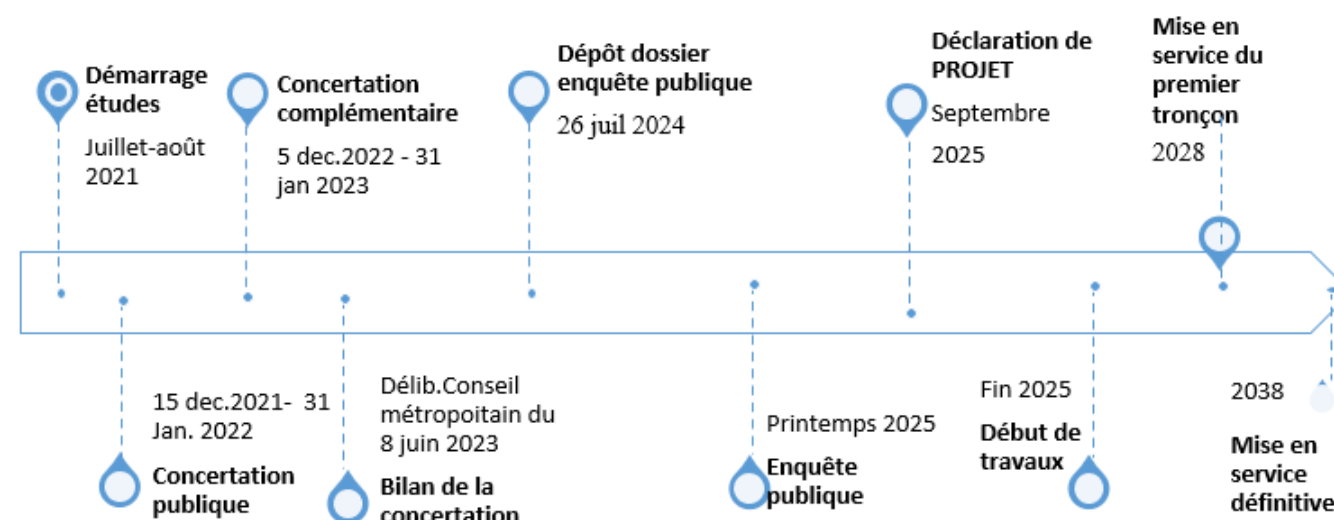 Démarrage
études
Juillet-août
2021
Concertation
complémentaire
5 dec.2022 - 31
jan 2023
Dépôt dossier
enquête publique
26 juil 2024
Déclaration de
PROJET
Septembre
2025
Mise en
service du
premier
tronçon
2028
15 dec.2021- 31
Jan. 2022
Concertation
publique
Délib.Conseil
métropoitain du
8 juin 2023
Bilan de la
concertation
Printemps 2025
Enquête
publique
Fin 2025
Début de
travaux
2038
Mise en
service
définitive